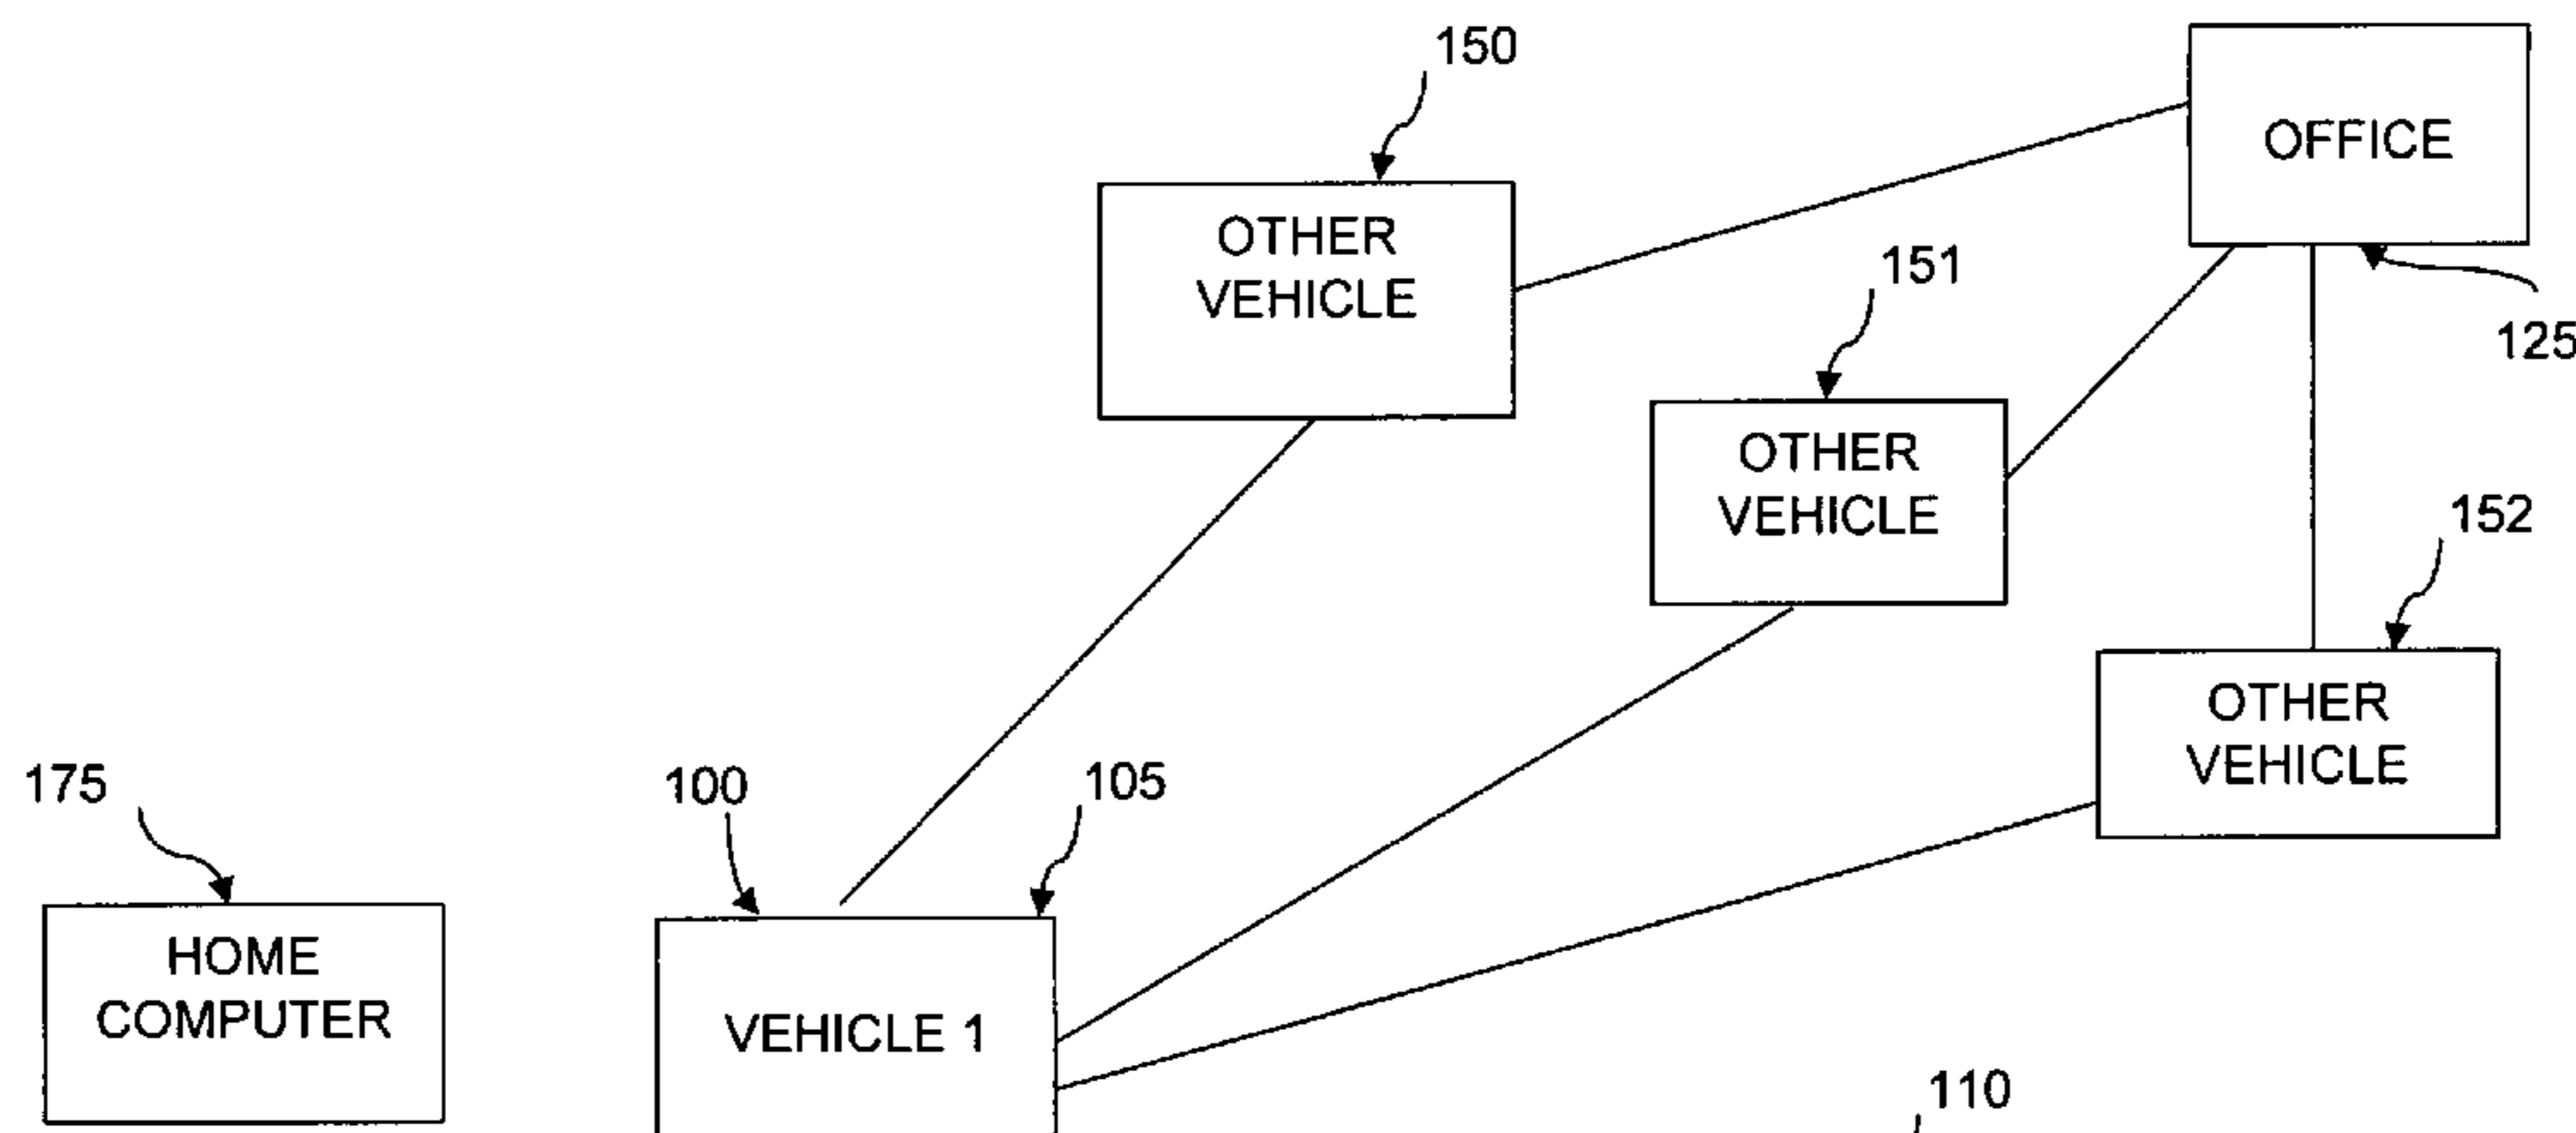 150
OFFICE
OTHER
VEHICLE
151
125
OTHER
VEHICLE
152
OTHER
VEHICLE
175
100
105
HOME
COMPUTER
VEHICLE 1
110